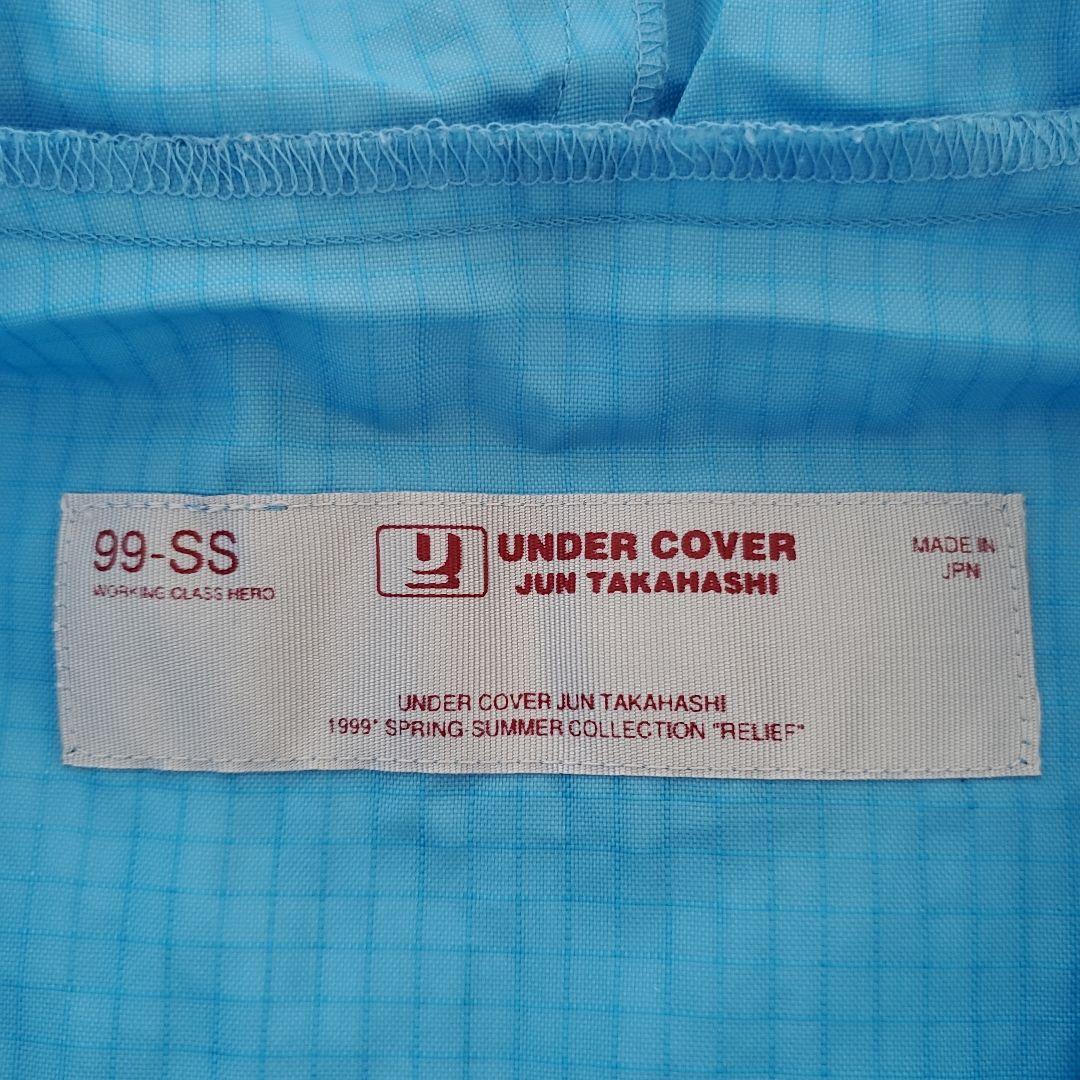 99-SS
WORKING CLASS HERO
U
UNDER COVER
JUN TAKAHASHI
MADE IN
JPN
UNDER COVER JUN TAKAHASHI
1999' SPRING-SUMMER COLLECTION "RELIEF"